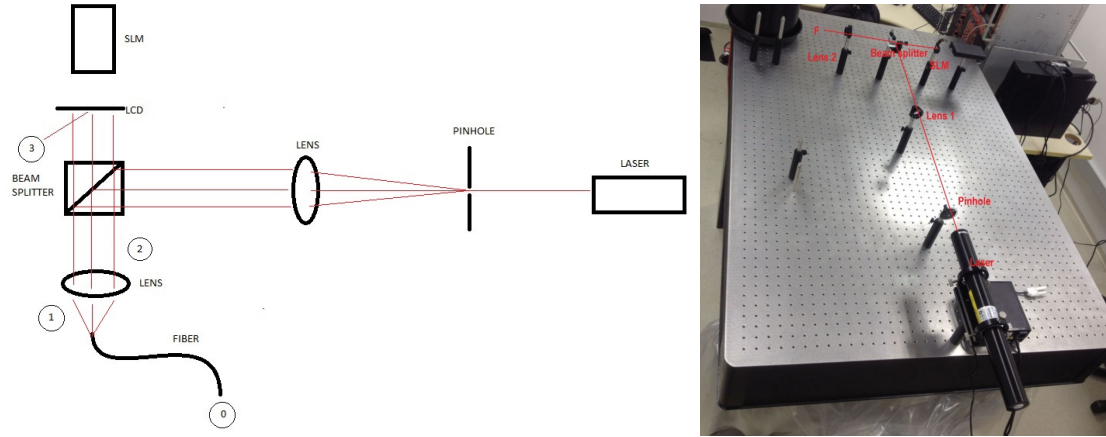 SLM
LCD
3
BEAM
SPLITTER
LENS
PINHOLE
LASER
2
LENS
1
FIBER
0
F
Lens 2
Beam splitter
SLM
Lens 1
Pinhole
Laser